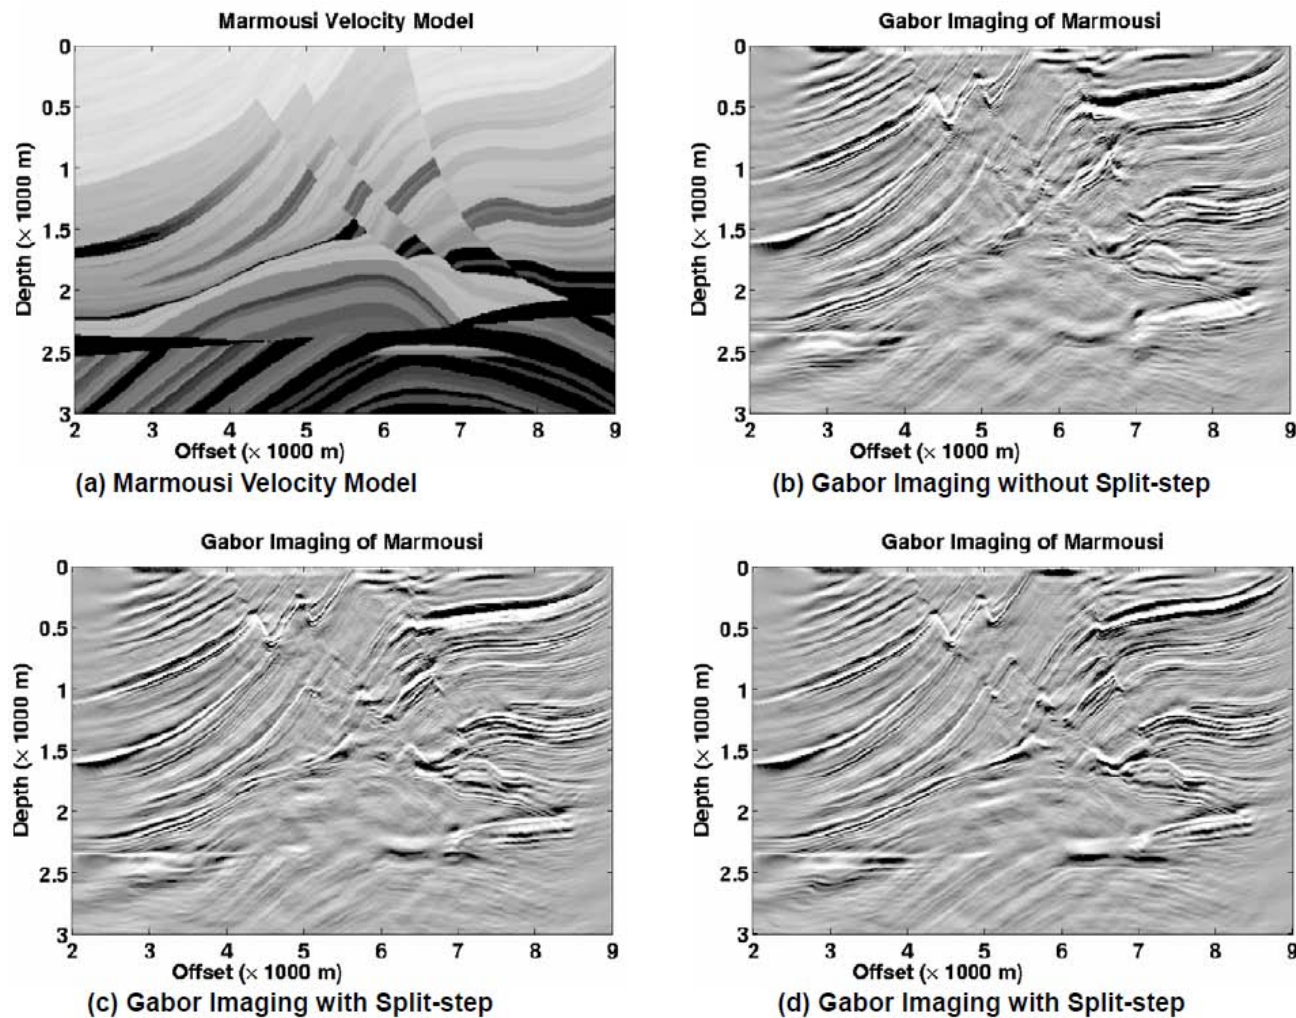 Marmousi Velocity Model
0
0.5
1
1.5
2
2.5
3
Depth (× 1000 m)
2 3 4 5 6 7 8 9
Offset (× 1000 m)
(a) Marmousi Velocity Model
Gabor Imaging of Marmousi
0
0.5
1
1.5
2
2.5
3
Depth (× 1000 m)
2 3 4 5 6 7 8 9
Offset (× 1000 m)
(b) Gabor Imaging without Split-step
Gabor Imaging of Marmousi
0
0.5
1
1.5
2
2.5
3
Depth (× 1000 m)
2 3 4 5 6 7 8 9
Offset (× 1000 m)
(c) Gabor Imaging with Split-step
Gabor Imaging of Marmousi
0
0.5
1
1.5
2
2.5
3
Depth (× 1000 m)
2 3 4 5 6 7 8 9
Offset (× 1000 m)
(d) Gabor Imaging with Split-step